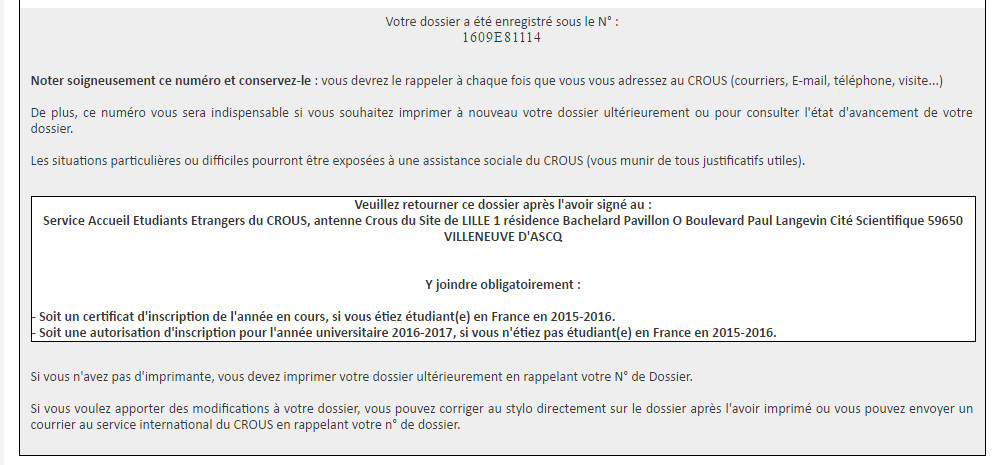 Votre dossier a été enregistré sous le N° :
1609E81114
Noter soigneusement ce numéro et conservez-le : vous devrez le rappeler à chaque fois que vous vous adressez au CROUS (courriers, E-mail, téléphone, visite...)
De plus, ce numéro vous sera indispensable si vous souhaitez imprimer à nouveau votre dossier ultérieurement ou pour consulter l'état d'avancement de votre
dossier.
Les situations particulières ou difficiles pourront être exposées à une assistance sociale du CROUS (vous munir de tous justificatifs utiles).
Veuillez retourner ce dossier après l'avoir signé au :
Service Accueil Etudiants Etrangers du CROUS, antenne Crous du Site de LILLE 1 résidence Bachelard Pavillon O Boulevard Paul Langevin Cité Scientifique 59650
VILLENEUVE D'ASCQ
Y joindre obligatoirement :
- Soit un certificat d'inscription de l'année en cours, si vous étiez étudiant(e) en France en 2015-2016.
- Soit une autorisation d'inscription pour l'année universitaire 2016-2017, si vous n'étiez pas étudiant(e) en France en 2015-2016.
Si vous n'avez pas d'imprimante, vous devez imprimer votre dossier ultérieurement en rappelant votre N° de Dossier.
Si vous voulez apporter des modifications à votre dossier, vous pouvez corriger au stylo directement sur le dossier après l'avoir imprimé ou vous pouvez envoyer un
courrier au service international du CROUS en rappelant votre n° de dossier.